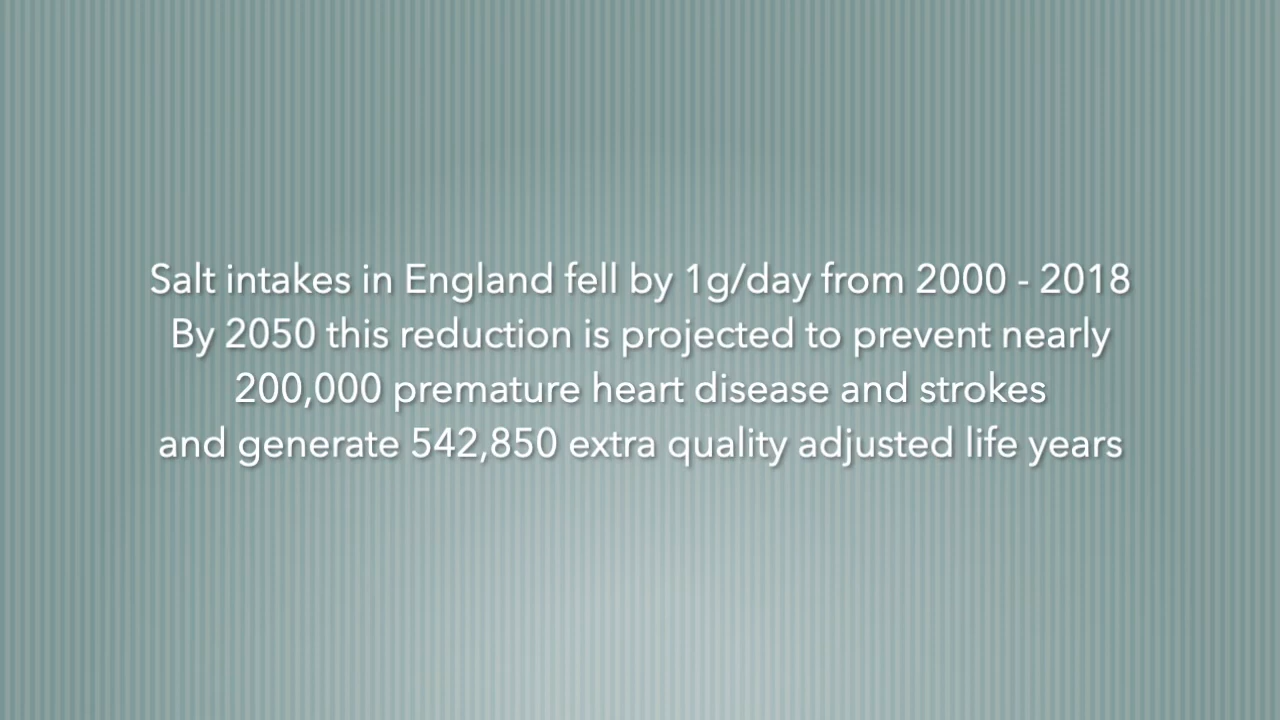 Salt intakes in England fell by 1g/day from 2000 - 2018
By 2050 this reduction is projected to prevent nearly
200,000 premature heart disease and strokes
and generate 542,850 extra quality adjusted life years